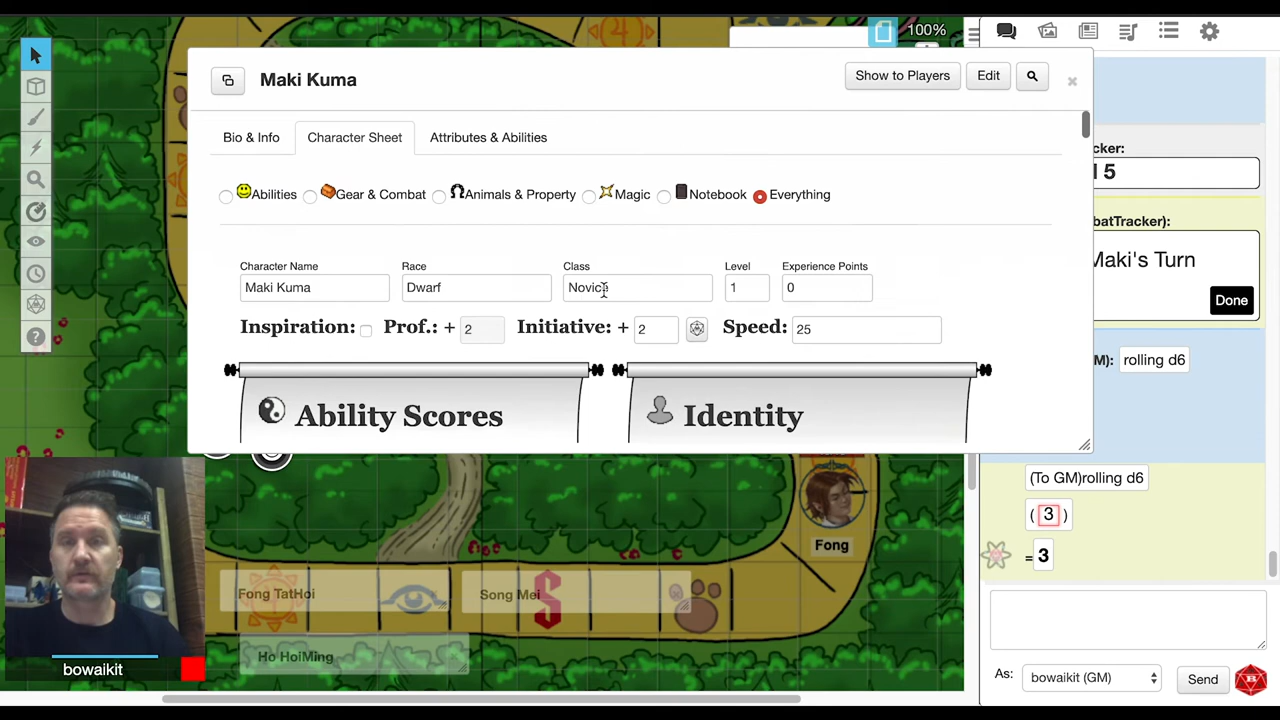 100%
Maki Kuma
Show to Players
Edit
Bio & Info
Character Sheet
Attributes & Abilities
Abilities
Gear & Combat
Animals & Property
Magic
Notebook
Everything
Character Name
Race
Class
Level
Experience Points
Maki Kuma
Dwarf
Novice
1
0
Inspiration:
Prof.: + 2
Initiative: + 2
Speed: 25
Ability Scores
Identity
cker:
15
batTracker):
Maki's Turn
Done
M):
rolling d6
(To GM)rolling d6
(3)
=3
Fong
Fong TatHoi
Song Mei
Ho HoiMing
bowaikit
As:
bowaikit (GM)
Send